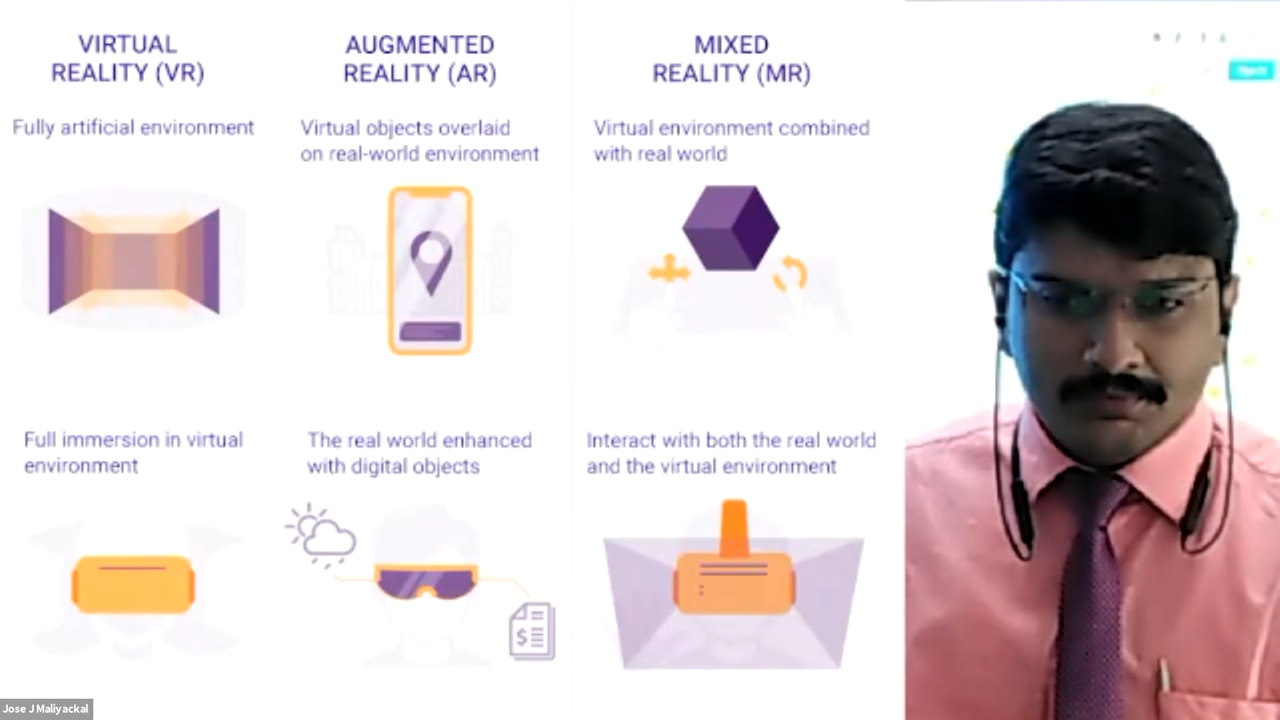 VIRTUAL
REALITY (VR)
Fully artificial environment
Full immersion in virtual
environment
AUGMENTED
REALITY (AR)
Virtual objects overlaid
on real-world environment
The real world enhanced
with digital objects
$
MIXED
REALITY (MR)
Virtual environment combined
with real world
Interact with both the real world
and the virtual environment
Jose J Maliyackal